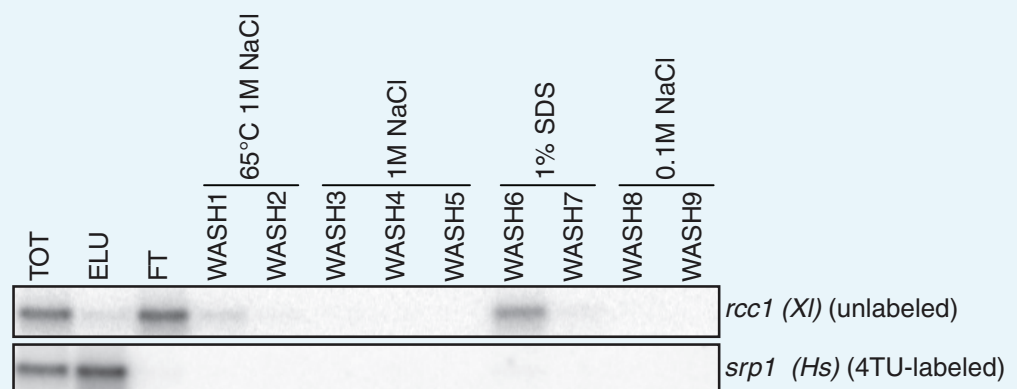 65°C 1M NaCl
1M NaCl
1% SDS
0.1M NaCl
TOT
ELU
FT
WASH1
WASH2
WASH3
WASH4
WASH5
WASH6
WASH7
WASH8
WASH9
rcc1 (Xl) (unlabeled)
srp1 (Hs) (4TU-labeled)